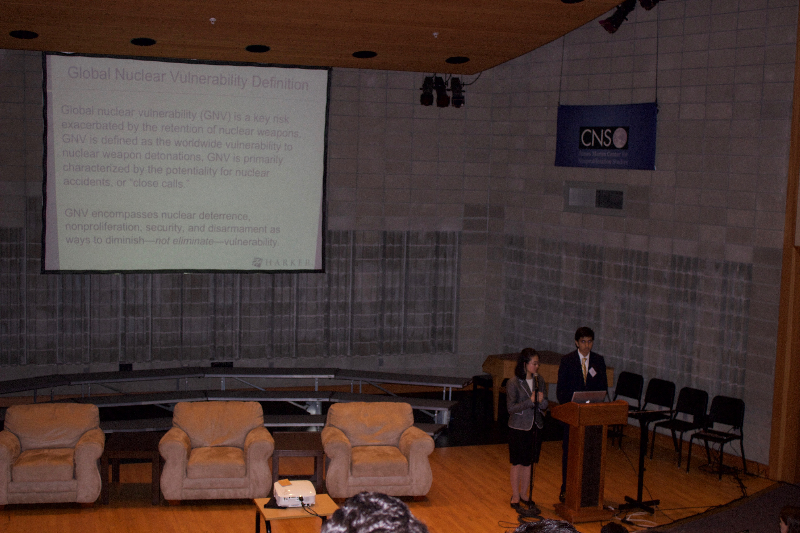 Global Nuclear Vulnerability Definition
Global nuclear vulnerability (GNV) is a key risk
exacerbated by the retention of nuclear weapons.
GNV is defined as the worldwide vulnerability to
nuclear weapon detonations. GNV is primarily
characterized by the potentiality for nuclear
accidents, or "close calls."
GNV encompasses nuclear deterrence,
nonproliferation, security, and disarmament as
ways to diminish—not eliminate—vulnerability.
HARKER
CNS